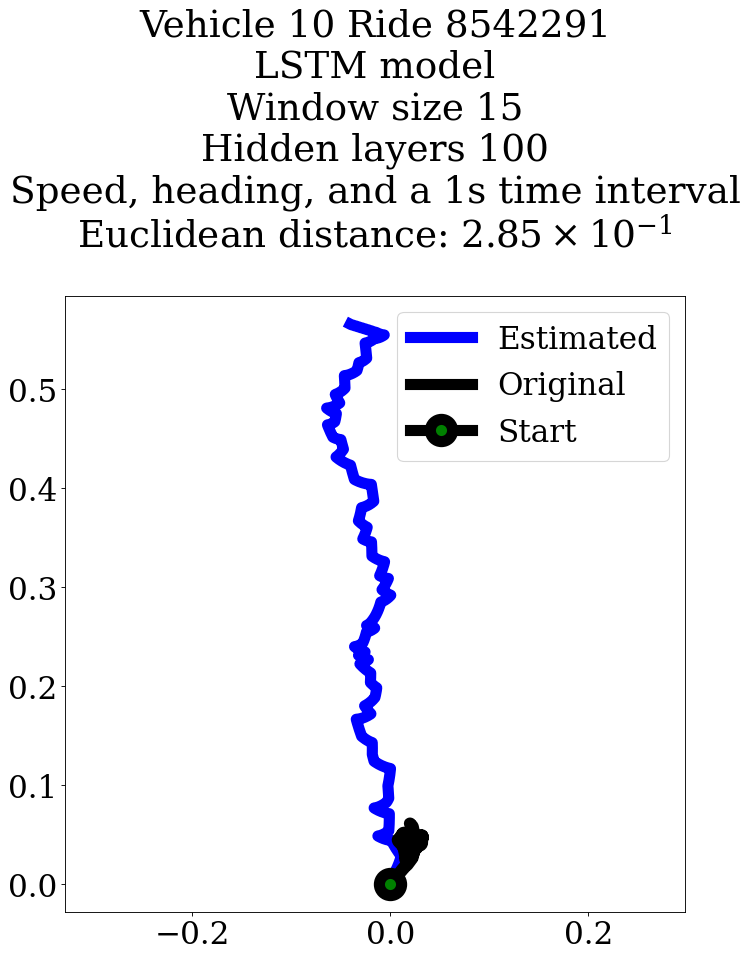 Vehicle 10 Ride 8542291
LSTM model
Window size 15
Hidden layers 100
Speed, heading, and a 1s time interval
Euclidean distance: 2.85 × 10⁻¹
Estimated
Original
Start
0.5
0.4
0.3
0.2
0.1
0.0
−0.2 0.0 0.2